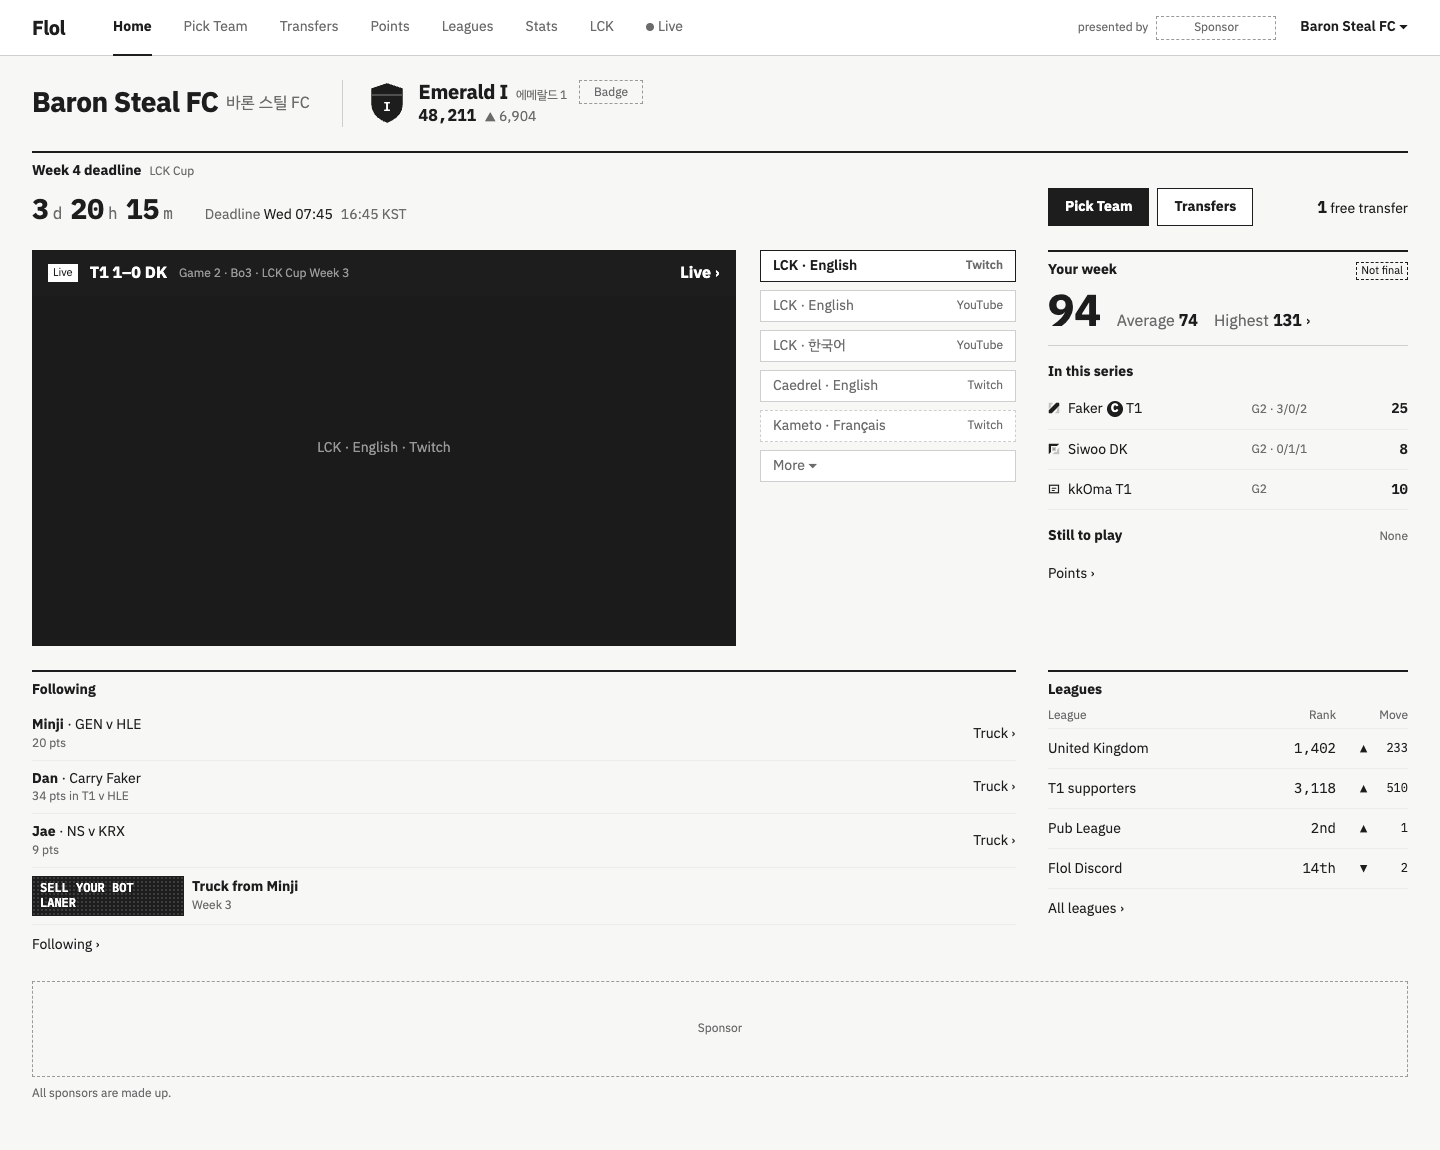 Flol Home Pick Team Transfers Points Leagues Stats LCK Live presented by Sponsor Baron Steal FC
Baron Steal FC 바론 스틸 FC
I
Emerald I 에메랄드 1 Badge
48,211 ▲ 6,904
Week 4 deadline LCK Cup
3 d 20 h 15 m Deadline Wed 07:45 16:45 KST
Pick Team Transfers 1 free transfer
Live T1 1–0 DK Game 2 · Bo3 · LCK Cup Week 3 Live ›
LCK · English · Twitch
LCK · English Twitch
LCK · English YouTube
LCK · 한국어 YouTube
Caedrel · English Twitch
Kameto · Français Twitch
More
Your week Not final
94 Average 74 Highest 131 ›
In this series
Faker C T1 G2 · 3/0/2 25
Siwoo DK G2 · 0/1/1 8
kkOma T1 G2 10
Still to play None
Points ›
Following
Minji · GEN v HLE
20 pts
Truck ›
Dan · Carry Faker
34 pts in T1 v HLE
Truck ›
Jae · NS v KRX
9 pts
Truck ›
SELL YOUR BOT
LANER
Truck from Minji
Week 3
Following ›
Leagues
League Rank Move
United Kingdom 1,402 ▲ 233
T1 supporters 3,118 ▲ 510
Pub League 2nd ▲ 1
Flol Discord 14th ▼ 2
All leagues ›
Sponsor
All sponsors are made up.